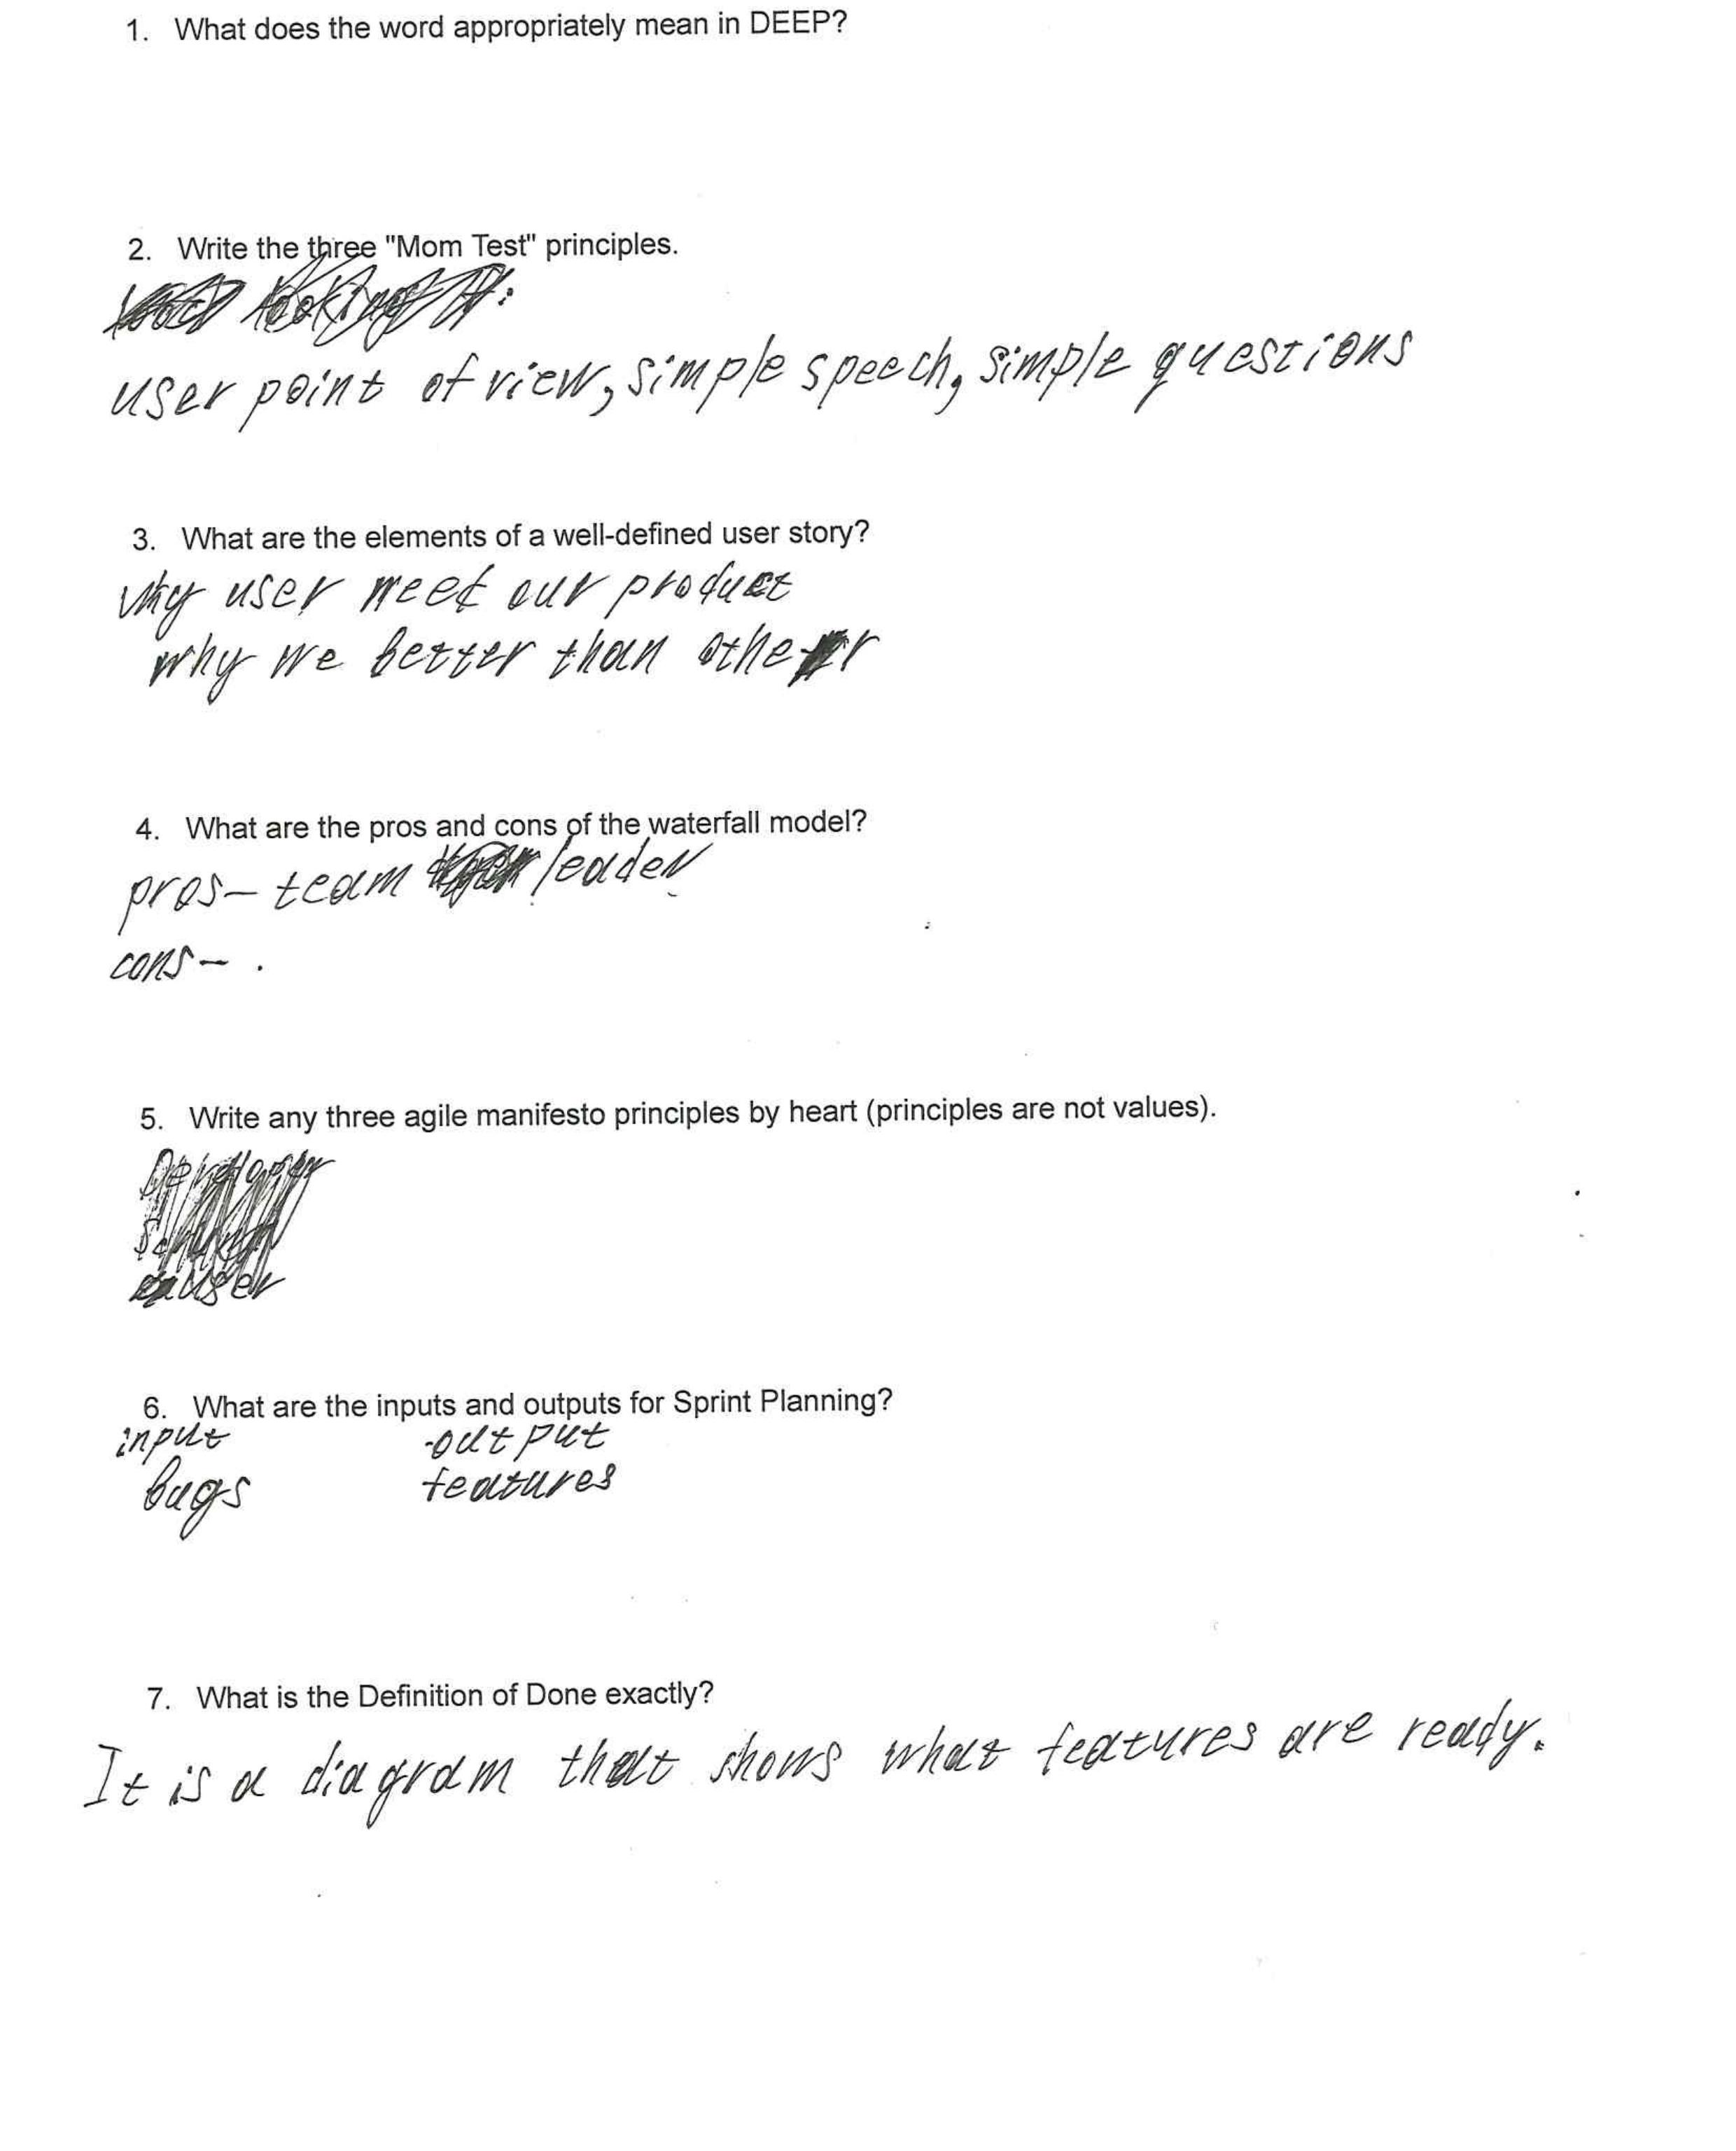 1. What does the word appropriately mean in DEEP?
2. Write the three "Mom Test" principles.
user point of view, simple speech, simple questions
3. What are the elements of a well-defined user story?
why user meet our product
why we better than other
4. What are the pros and cons of the waterfall model?
pros- team leader
cons- .
5. Write any three agile manifesto principles by heart (principles are not values).
6. What are the inputs and outputs for Sprint Planning?
input -output
bugs features
7. What is the Definition of Done exactly?
It is a diagram that shows what features are ready.